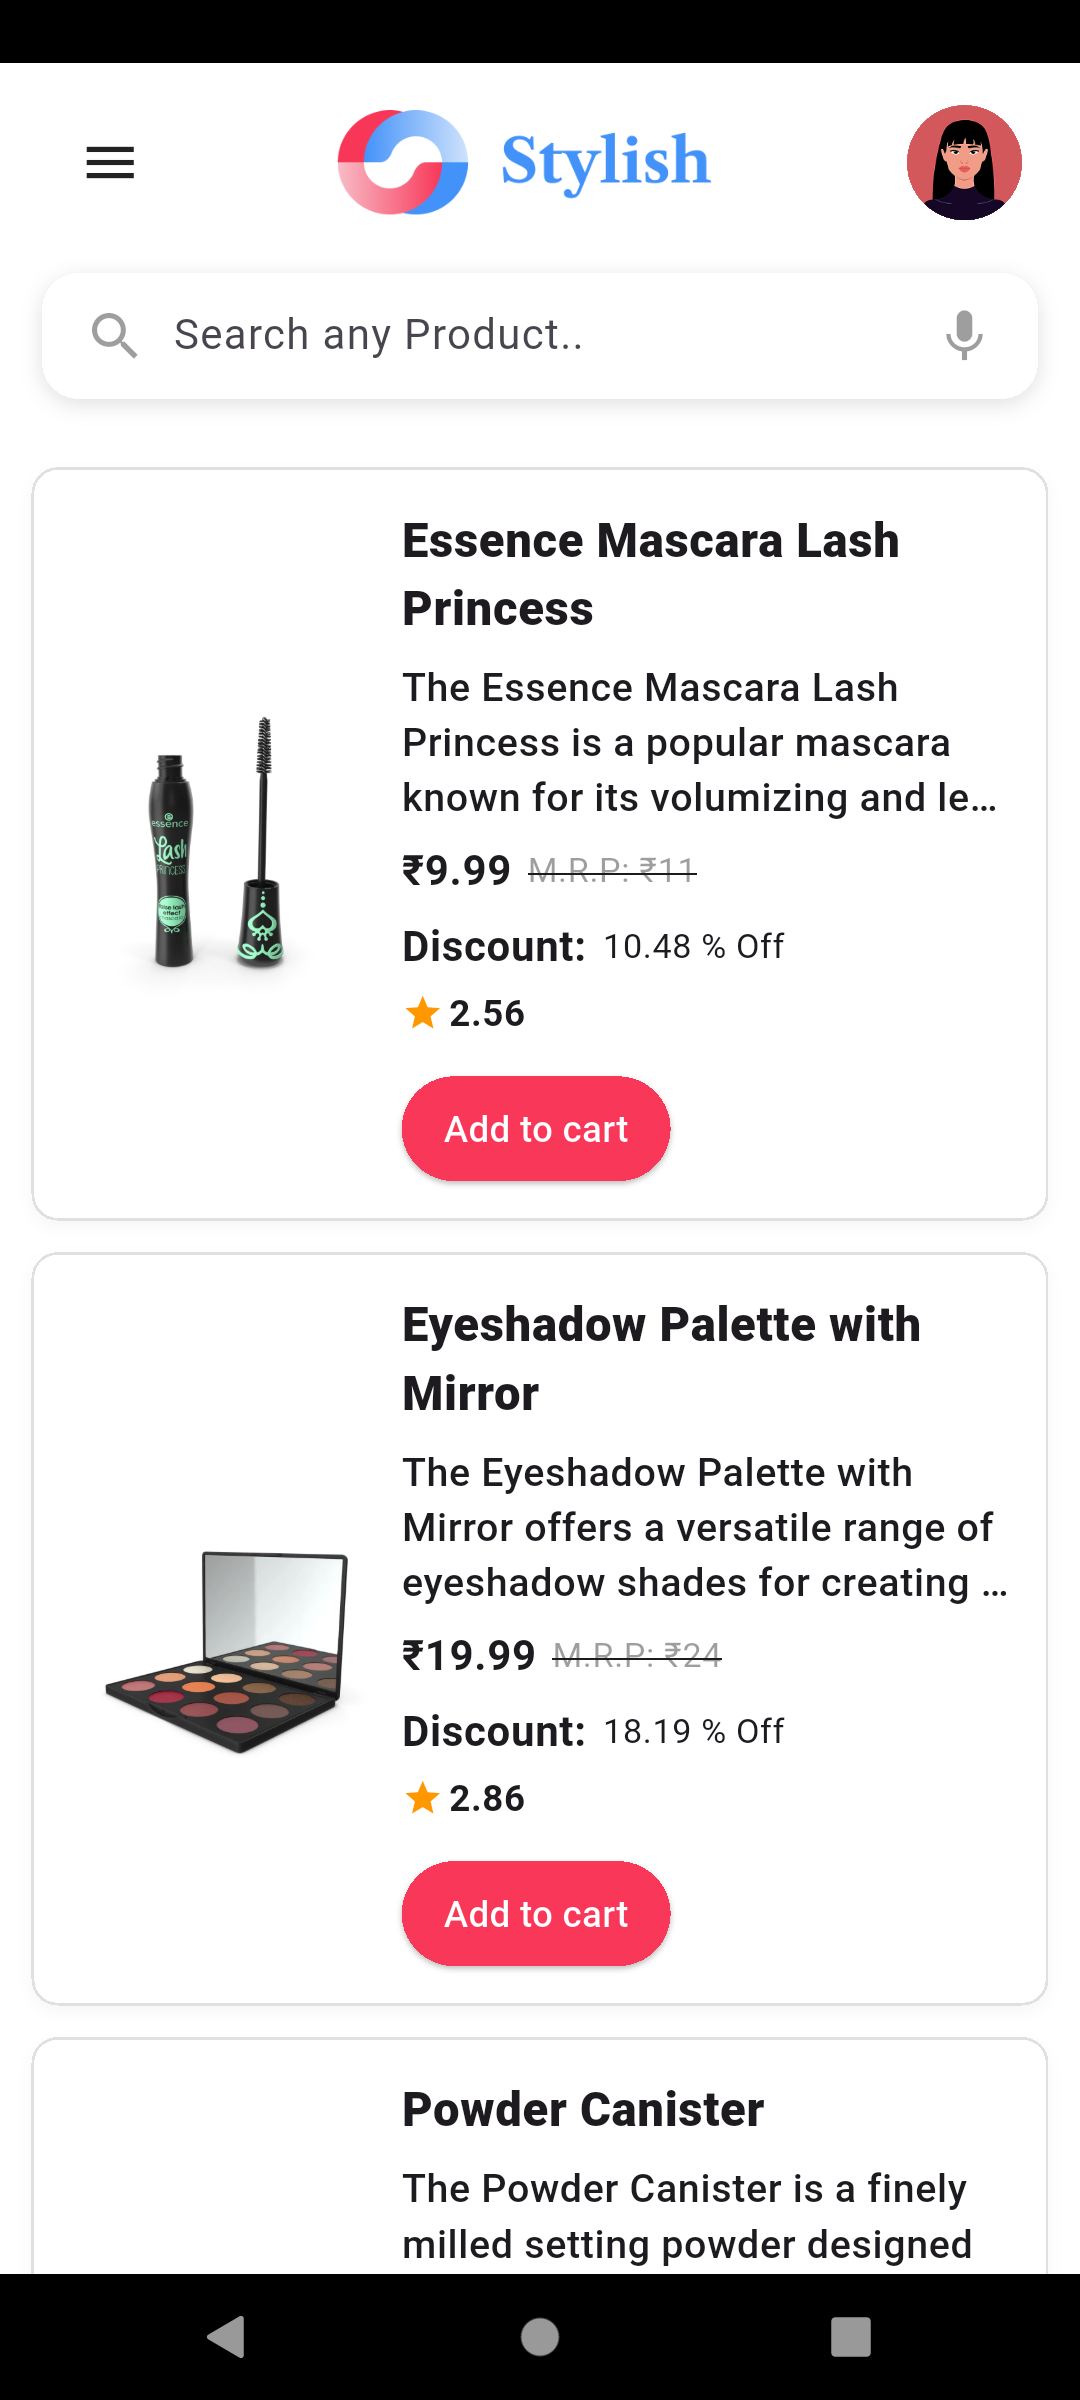 Stylish
Search any Product..
Essence Mascara Lash
Princess
The Essence Mascara Lash
Princess is a popular mascara
known for its volumizing and le...
₹9.99 M.R.P: ₹11
Discount: 10.48 % Off
2.56
Add to cart
essence
Lash
PRINCESS
false lash
effect
Eyeshadow Palette with
Mirror
The Eyeshadow Palette with
Mirror offers a versatile range of
eyeshadow shades for creating ...
₹19.99 M.R.P: ₹24
Discount: 18.19 % Off
2.86
Add to cart
Powder Canister
The Powder Canister is a finely
milled setting powder designed